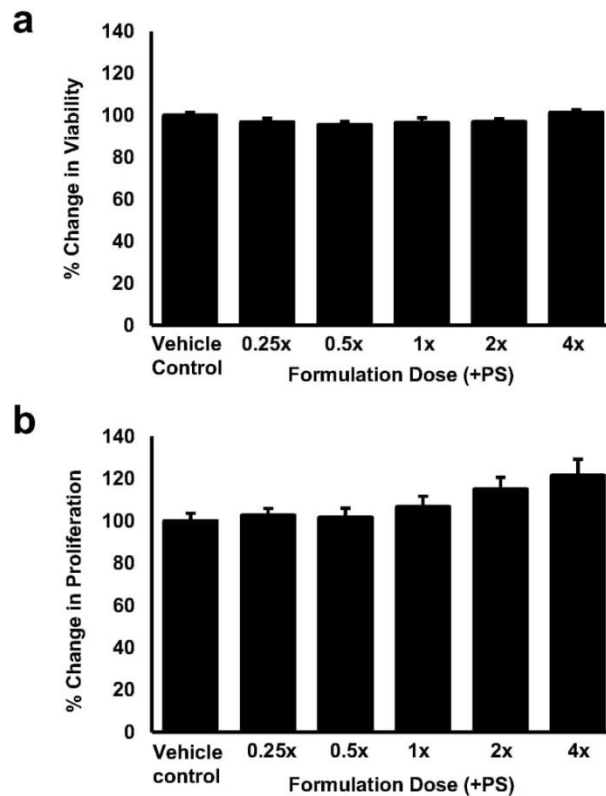 a
140
120
100
80
60
40
20
0
% Change in Viability
Vehicle Control 0.25x 0.5x 1x 2x 4x
Formulation Dose (+PS)
b
140
120
100
80
60
40
20
0
% Change in Proliferation
Vehicle control 0.25x 0.5x 1x 2x 4x
Formulation Dose (+PS)